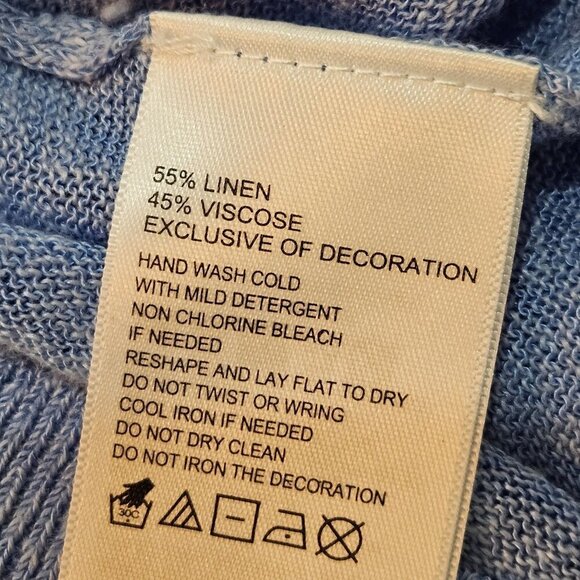 55% LINEN
45% VISCOSE
EXCLUSIVE OF DECORATION
HAND WASH COLD
WITH MILD DETERGENT
NON CHLORINE BLEACH
IF NEEDED
RESHAPE AND LAY FLAT TO DRY
DO NOT TWIST OR WRING
COOL IRON IF NEEDED
DO NOT DRY CLEAN
DO NOT IRON THE DECORATION
30C